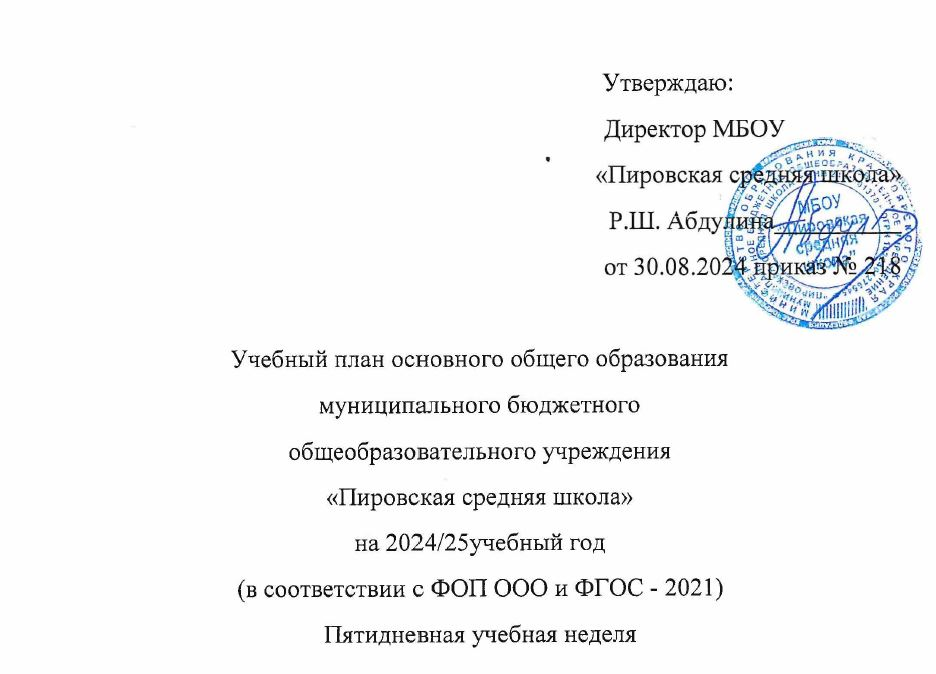 Утверждаю:
Директор МБОУ
«Пировская средняя школа»
Р.Ш. Абдулина
от 30.08.2024 приказ № 218
МБОУ
"Пировская
средняя
школа"
Учебный план основного общего образования
муниципального бюджетного
общеобразовательного учреждения
«Пировская средняя школа»
на 2024/25учебный год
(в соответствии с ФОП ООО и ФГОС - 2021)
Пятидневная учебная неделя